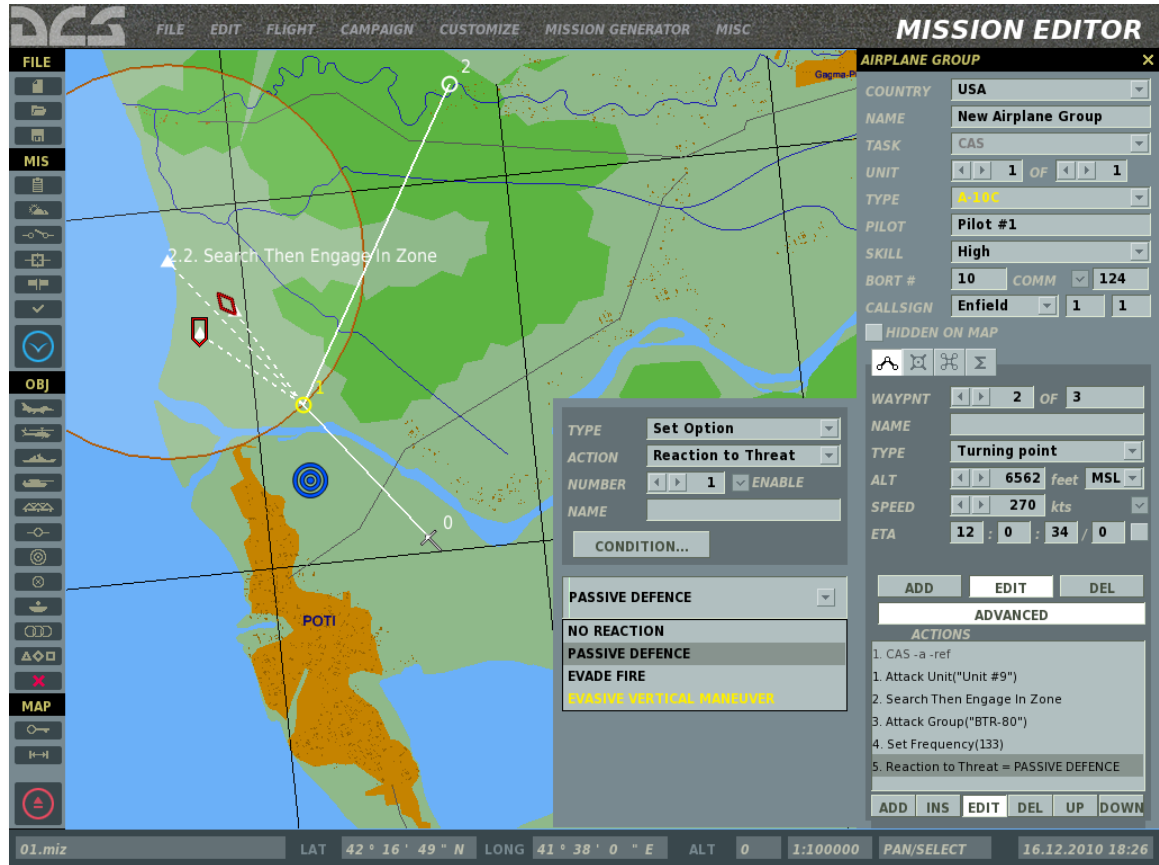 DCS FILE EDIT FLIGHT CAMPAIGN CUSTOMIZE MISSION GENERATOR MISC MISSION EDITOR
FILE
MIS
OBJ
MAP
2
2.2. Search Then Engage In Zone
1
0
POTI
TYPE Set Option
ACTION Reaction to Threat
NUMBER 1 ENABLE
NAME
CONDITION...
PASSIVE DEFENCE
NO REACTION
PASSIVE DEFENCE
EVADE FIRE
EVASIVE VERTICAL MANEUVER
AIRPLANE GROUP
COUNTRY USA
NAME New Airplane Group
TASK CAS
UNIT 1 OF 1
TYPE A-10C
PILOT Pilot #1
SKILL High
BORT # 10 COMM 124
CALLSIGN Enfield 1 1
HIDDEN ON MAP
WAYPNT 2 OF 3
NAME
TYPE Turning point
ALT 6562 feet MSL
SPEED 270 kts
ETA 12 : 0 : 34 / 0
ADD EDIT DEL
ADVANCED
ACTIONS
1. CAS -a -ref
1. Attack Unit("Unit #9")
2. Search Then Engage In Zone
3. Attack Group("BTR-80")
4. Set Frequency(133)
5. Reaction to Threat = PASSIVE DEFENCE
ADD INS EDIT DEL UP DOWN
01.miz LAT 42 ° 16 ' 49 " N LONG 41 ° 38 ' 0 " E ALT 0 1:100000 PAN/SELECT 16.12.2010 18:26